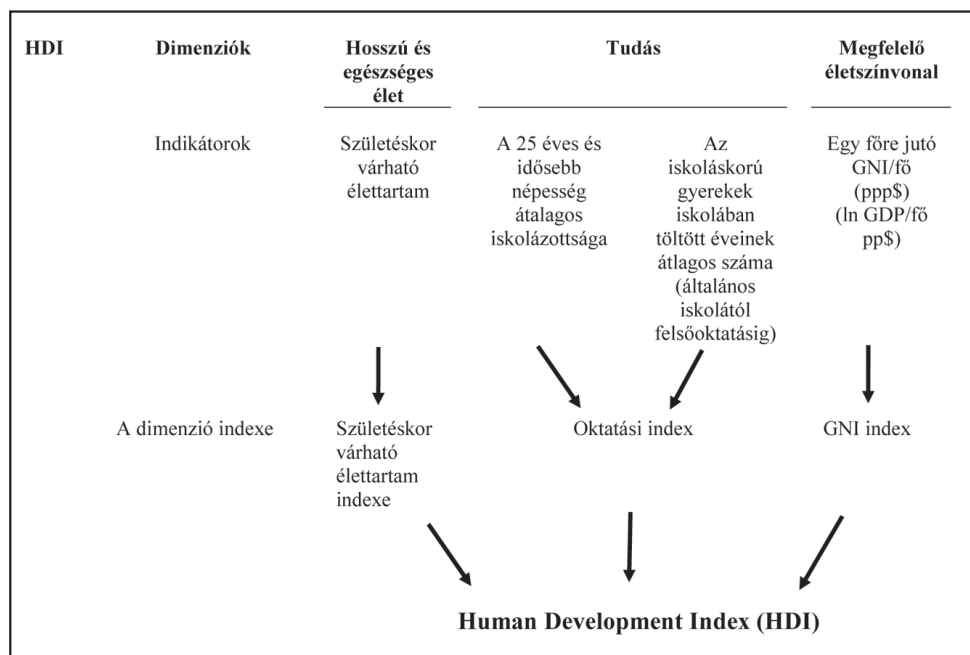 HDI
Dimenziók
Hosszú és
egészséges
élet
Tudás
Megfelelő
életszínvonal
Indikátorok
Születéskor
várható
élettartam
A 25 éves és
idősebb
népesség
átalagos
iskolázottsága
Az
iskoláskorú
gyerekek
iskolában
töltött éveinek
átlagos száma
(általános
iskolától
felsőoktatásig)
Egy főre jutó
GNI/fő
(ppp$)
(ln GDP/fő
pp$)
A dimenzió indexe
Születéskor
várható
élettartam
indexe
Oktatási index
GNI index
Human Development Index (HDI)